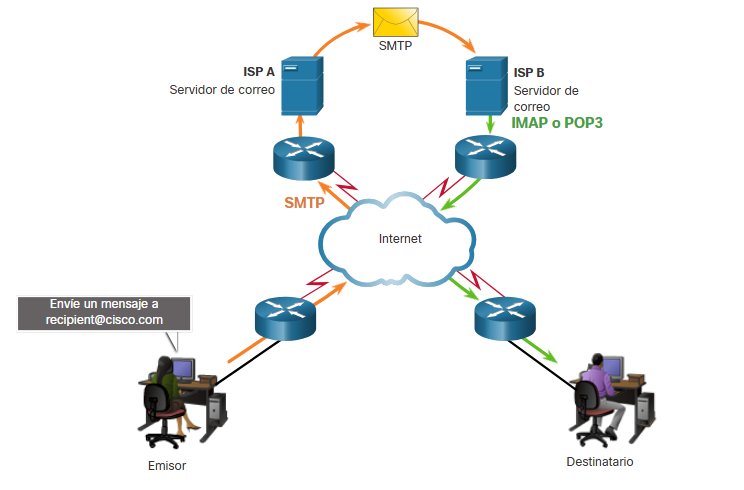 SMTP
ISP A
Servidor de correo
ISP B
Servidor de
correo
IMAP o POP3
SMTP
Internet
Envíe un mensaje a
recipient@cisco.com
Emisor
Destinatario